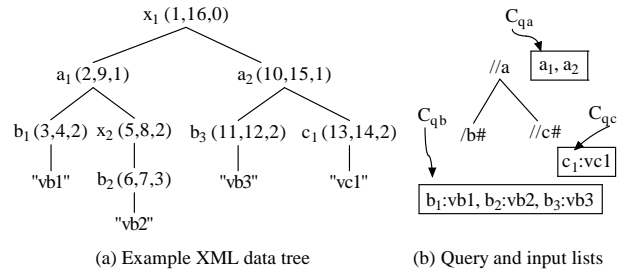 x1 (1,16,0)
a1 (2,9,1)
a2 (10,15,1)
b1 (3,4,2)
x2 (5,8,2)
b3 (11,12,2)
c1 (13,14,2)
"vb1"
b2 (6,7,3)
"vb3"
"vc1"
"vb2"
(a) Example XML data tree
Cqa
//a
a1, a2
Cqb
Cqc
/b#
//c#
c1:vc1
b1:vb1, b2:vb2, b3:vb3
(b) Query and input lists